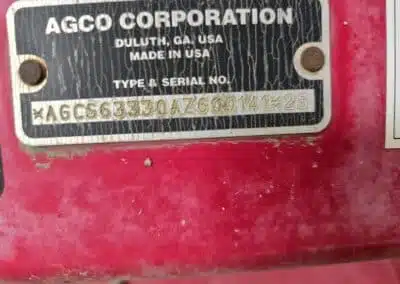 AGCO CORPORATION
DULUTH, GA. USA
MADE IN USA
TYPE & SERIAL NO.